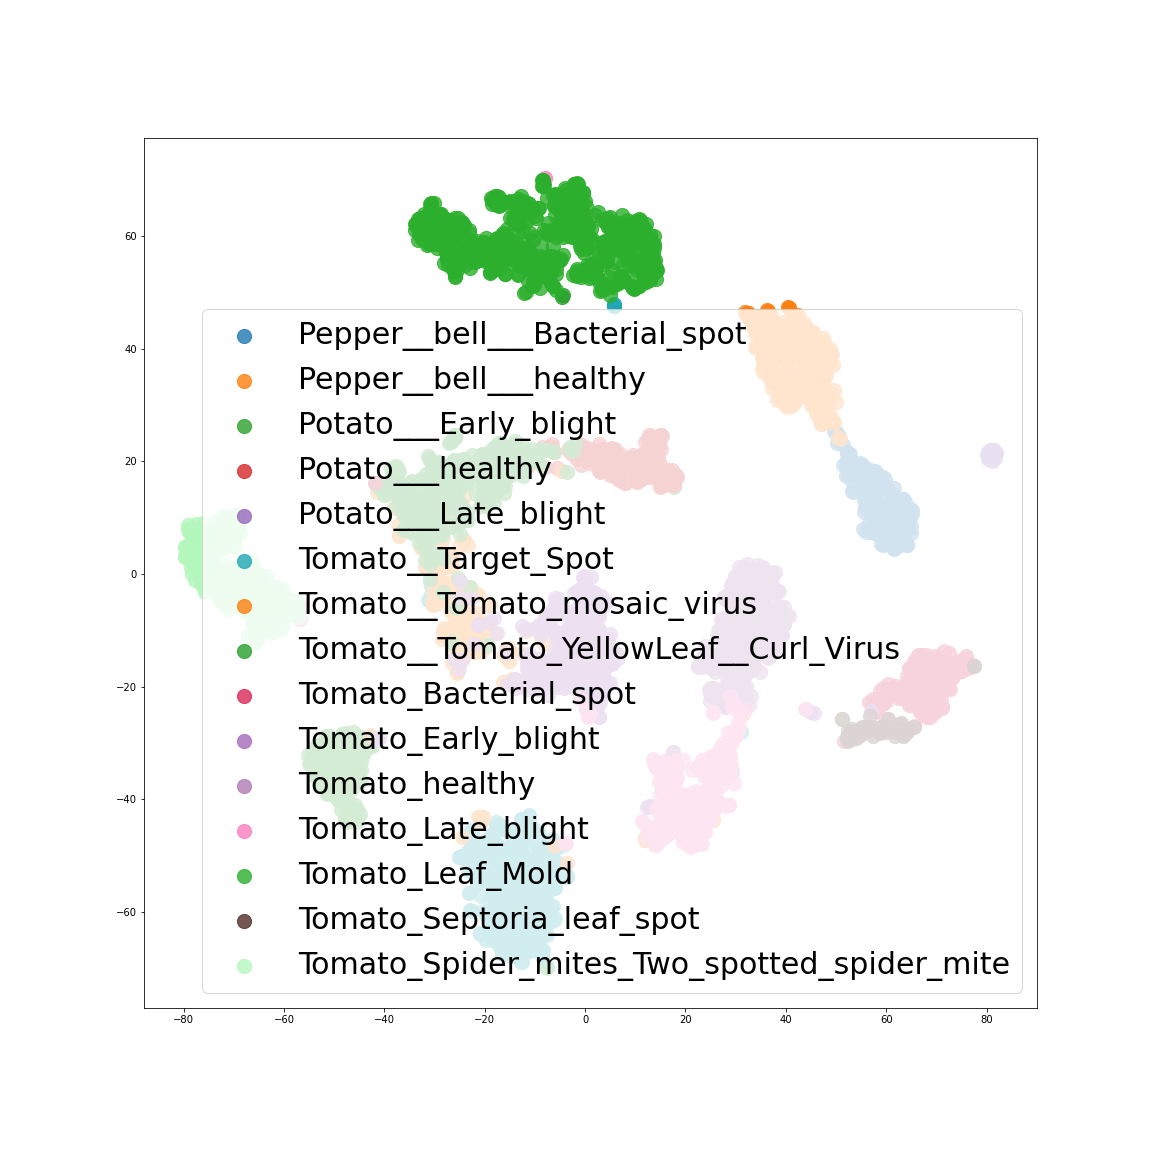 60
40
20
0
−20
−40
−60
−80
−60
−40
−20
0
20
40
60
80
Pepper__bell___Bacterial_spot
Pepper__bell___healthy
Potato___Early_blight
Potato___healthy
Potato___Late_blight
Tomato__Target_Spot
Tomato__Tomato_mosaic_virus
Tomato__Tomato_YellowLeaf__Curl_Virus
Tomato_Bacterial_spot
Tomato_Early_blight
Tomato_healthy
Tomato_Late_blight
Tomato_Leaf_Mold
Tomato_Septoria_leaf_spot
Tomato_Spider_mites_Two_spotted_spider_mite